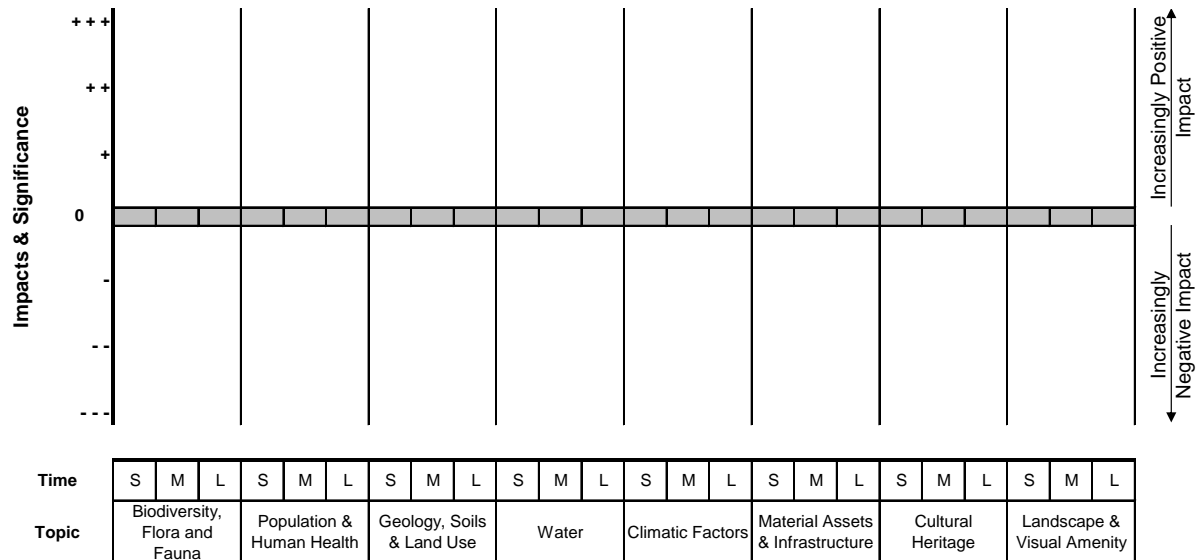 + + +
+ +
+
0
-
- -
- - -
Impacts & Significance
Increasingly Positive
Impact
Increasingly
Negative Impact
Time
S M L S M L S M L S M L S M L S M L S M L S M L
Topic
Biodiversity,
Flora and
Fauna
Population &
Human Health
Geology, Soils
& Land Use
Water
Climatic Factors
Material Assets
& Infrastructure
Cultural
Heritage
Landscape &
Visual Amenity